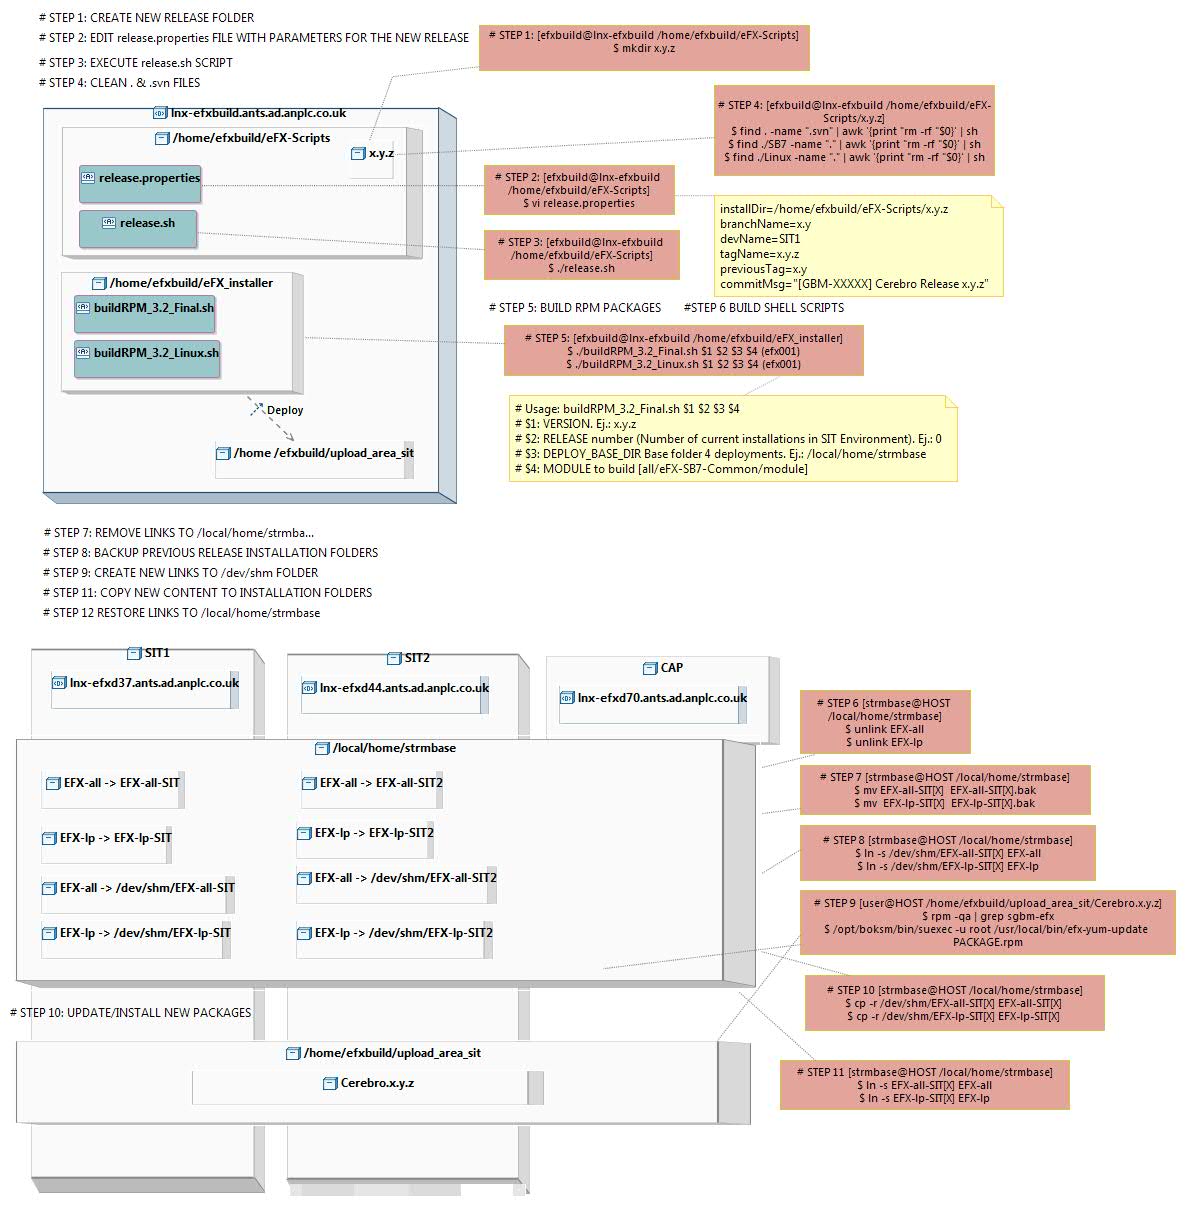 # STEP 1: CREATE NEW RELEASE FOLDER
# STEP 2: EDIT release.properties FILE WITH PARAMETERS FOR THE NEW RELEASE
# STEP 3: EXECUTE release.sh SCRIPT
# STEP 4: CLEAN . & .svn FILES
# STEP 1: [efxbuild@lnx-efxbuild /home/efxbuild/eFX-Scripts]
$ mkdir x.y.z
lnx-efxbuild.ants.ad.anplc.co.uk
/home/efxbuild/eFX-Scripts
x.y.z
release.properties
release.sh
# STEP 4: [efxbuild@lnx-efxbuild /home/efxbuild/eFX-
Scripts/x.y.z]
$ find . -name ".svn" | awk '{print "rm -rf "$0}' | sh
$ find ./SB7 -name "." | awk '{print "rm -rf "$0}' | sh
$ find ./Linux -name "." | awk '{print "rm -rf "$0}' | sh
# STEP 2: [efxbuild@lnx-efxbuild
/home/efxbuild/eFX-Scripts]
$ vi release.properties
installDir=/home/efxbuild/eFX-Scripts/x.y.z
branchName=x.y
devName=SIT1
tagName=x.y.z
previousTag=x.y
commitMsg="[GBM-XXXXX] Cerebro Release x.y.z"
# STEP 3: [efxbuild@lnx-efxbuild
/home/efxbuild/eFX-Scripts]
$ ./release.sh
/home/efxbuild/eFX_installer
buildRPM_3.2_Final.sh
buildRPM_3.2_Linux.sh
# STEP 5: BUILD RPM PACKAGES
#STEP 6 BUILD SHELL SCRIPTS
# STEP 5: [efxbuild@lnx-efxbuild /home/efxbuild/eFX_installer]
$ ./buildRPM_3.2_Final.sh $1 $2 $3 $4 (efx001)
$ ./buildRPM_3.2_Linux.sh $1 $2 $3 $4 (efx001)
Deploy
/home /efxbuild/upload_area_sit
# Usage: buildRPM_3.2_Final.sh $1 $2 $3 $4
# $1: VERSION. Ej.: x.y.z
# $2: RELEASE number (Number of current installations in SIT Environment). Ej.: 0
# $3: DEPLOY_BASE_DIR Base folder 4 deployments. Ej.: /local/home/strmbase
# $4: MODULE to build [all/eFX-SB7-Common/module]
# STEP 7: REMOVE LINKS TO /local/home/strmba...
# STEP 8: BACKUP PREVIOUS RELEASE INSTALLATION FOLDERS
# STEP 9: CREATE NEW LINKS TO /dev/shm FOLDER
# STEP 11: COPY NEW CONTENT TO INSTALLATION FOLDERS
# STEP 12 RESTORE LINKS TO /local/home/strmbase
SIT1
lnx-efxd37.ants.ad.anplc.co.uk
SIT2
lnx-efxd44.ants.ad.anplc.co.uk
CAP
lnx-efxd70.ants.ad.anplc.co.uk
/local/home/strmbase
EFX-all -> EFX-all-SIT
EFX-lp -> EFX-lp-SIT
EFX-all -> /dev/shm/EFX-all-SIT
EFX-lp -> /dev/shm/EFX-lp-SIT
EFX-all -> EFX-all-SIT2
EFX-lp -> EFX-lp-SIT2
EFX-all -> /dev/shm/EFX-all-SIT2
EFX-lp -> /dev/shm/EFX-lp-SIT2
# STEP 6 [strmbase@HOST
/local/home/strmbase]
$ unlink EFX-all
$ unlink EFX-lp
# STEP 7 [strmbase@HOST /local/home/strmbase]
$ mv EFX-all-SIT[X]  EFX-all-SIT[X].bak
$ mv  EFX-lp-SIT[X]  EFX-lp-SIT[X].bak
# STEP 8 [strmbase@HOST /local/home/strmbase]
$ ln -s /dev/shm/EFX-all-SIT[X] EFX-all
$ ln -s /dev/shm/EFX-lp-SIT[X] EFX-lp
# STEP 9 [user@HOST /home/efxbuild/upload_area_sit/Cerebro.x.y.z]
$ rpm -qa | grep sgbm-efx
$ /opt/boksm/bin/suexec -u root /usr/local/bin/efx-yum-update
PACKAGE.rpm
# STEP 10 [strmbase@HOST /local/home/strmbase]
$ cp -r /dev/shm/EFX-all-SIT[X] EFX-all-SIT[X]
$ cp -r /dev/shm/EFX-lp-SIT[X] EFX-lp-SIT[X]
# STEP 11 [strmbase@HOST /local/home/strmbase]
$ ln -s EFX-all-SIT[X] EFX-all
$ ln -s EFX-lp-SIT[X] EFX-lp
# STEP 10: UPDATE/INSTALL NEW PACKAGES
/home/efxbuild/upload_area_sit
Cerebro.x.y.z